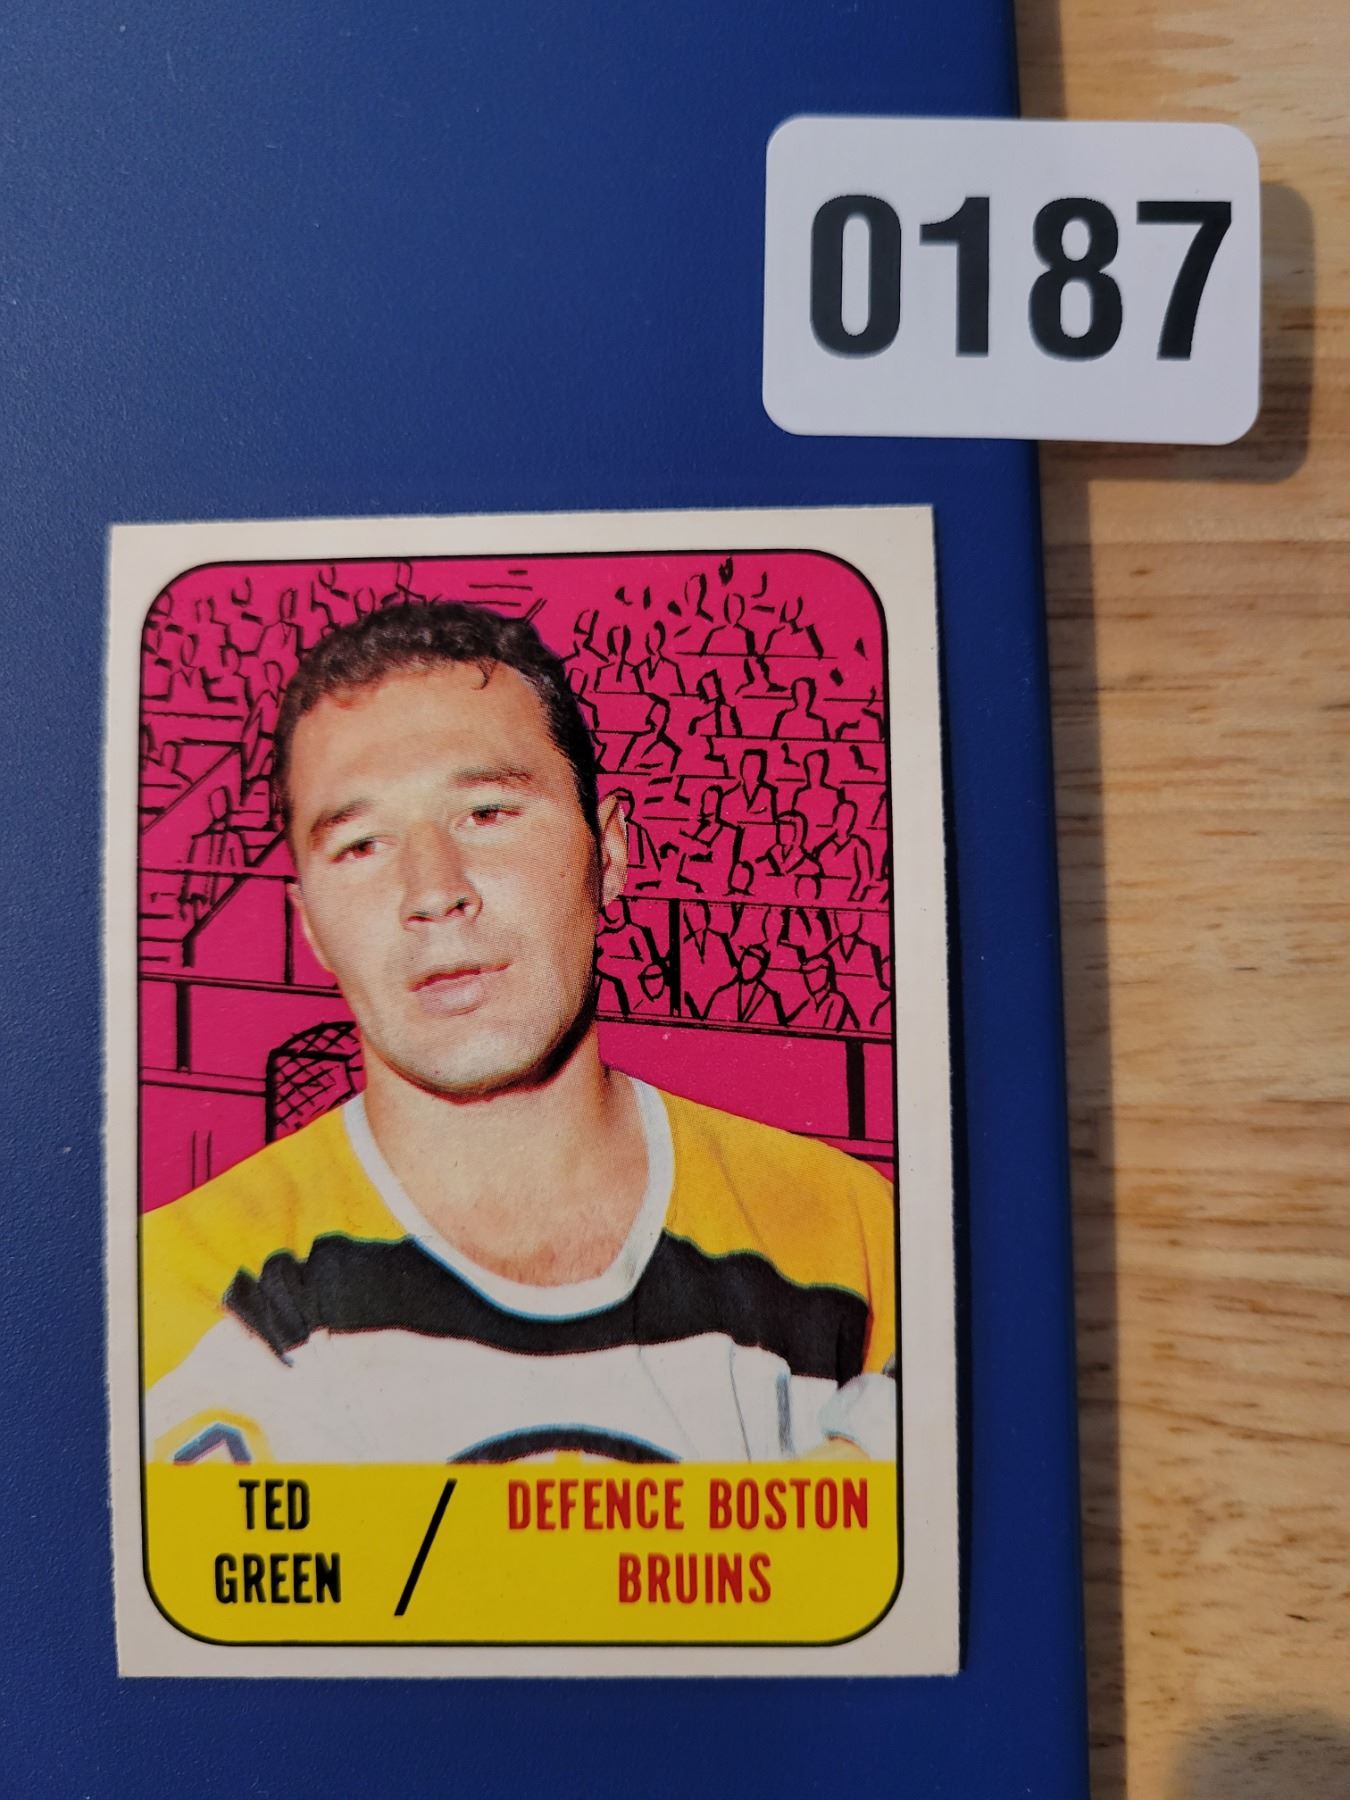 0187
TED
GREEN
/
DEFENCE BOSTON
BRUINS